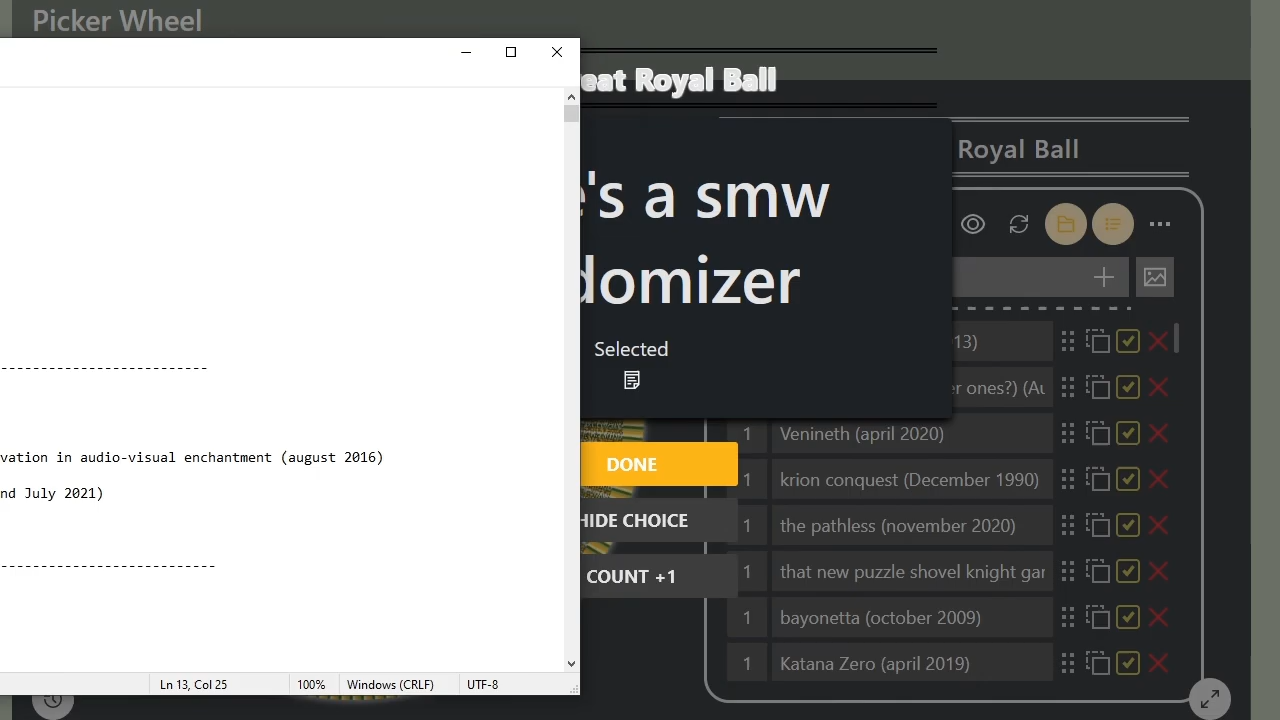 Picker Wheel
eat Royal Ball
Royal Ball
's a smw
domizer
Selected
DONE
HIDE CHOICE
COUNT +1
13)
er ones?) (Au
1 Venineth (april 2020)
1 krion conquest (December 1990)
1 the pathless (november 2020)
1 that new puzzle shovel knight gar
1 bayonetta (october 2009)
1 Katana Zero (april 2019)
--------------------------
vation in audio-visual enchantment (august 2016)
nd July 2021)
---------------------------
Ln 13, Col 25 100% Windows (CRLF) UTF-8